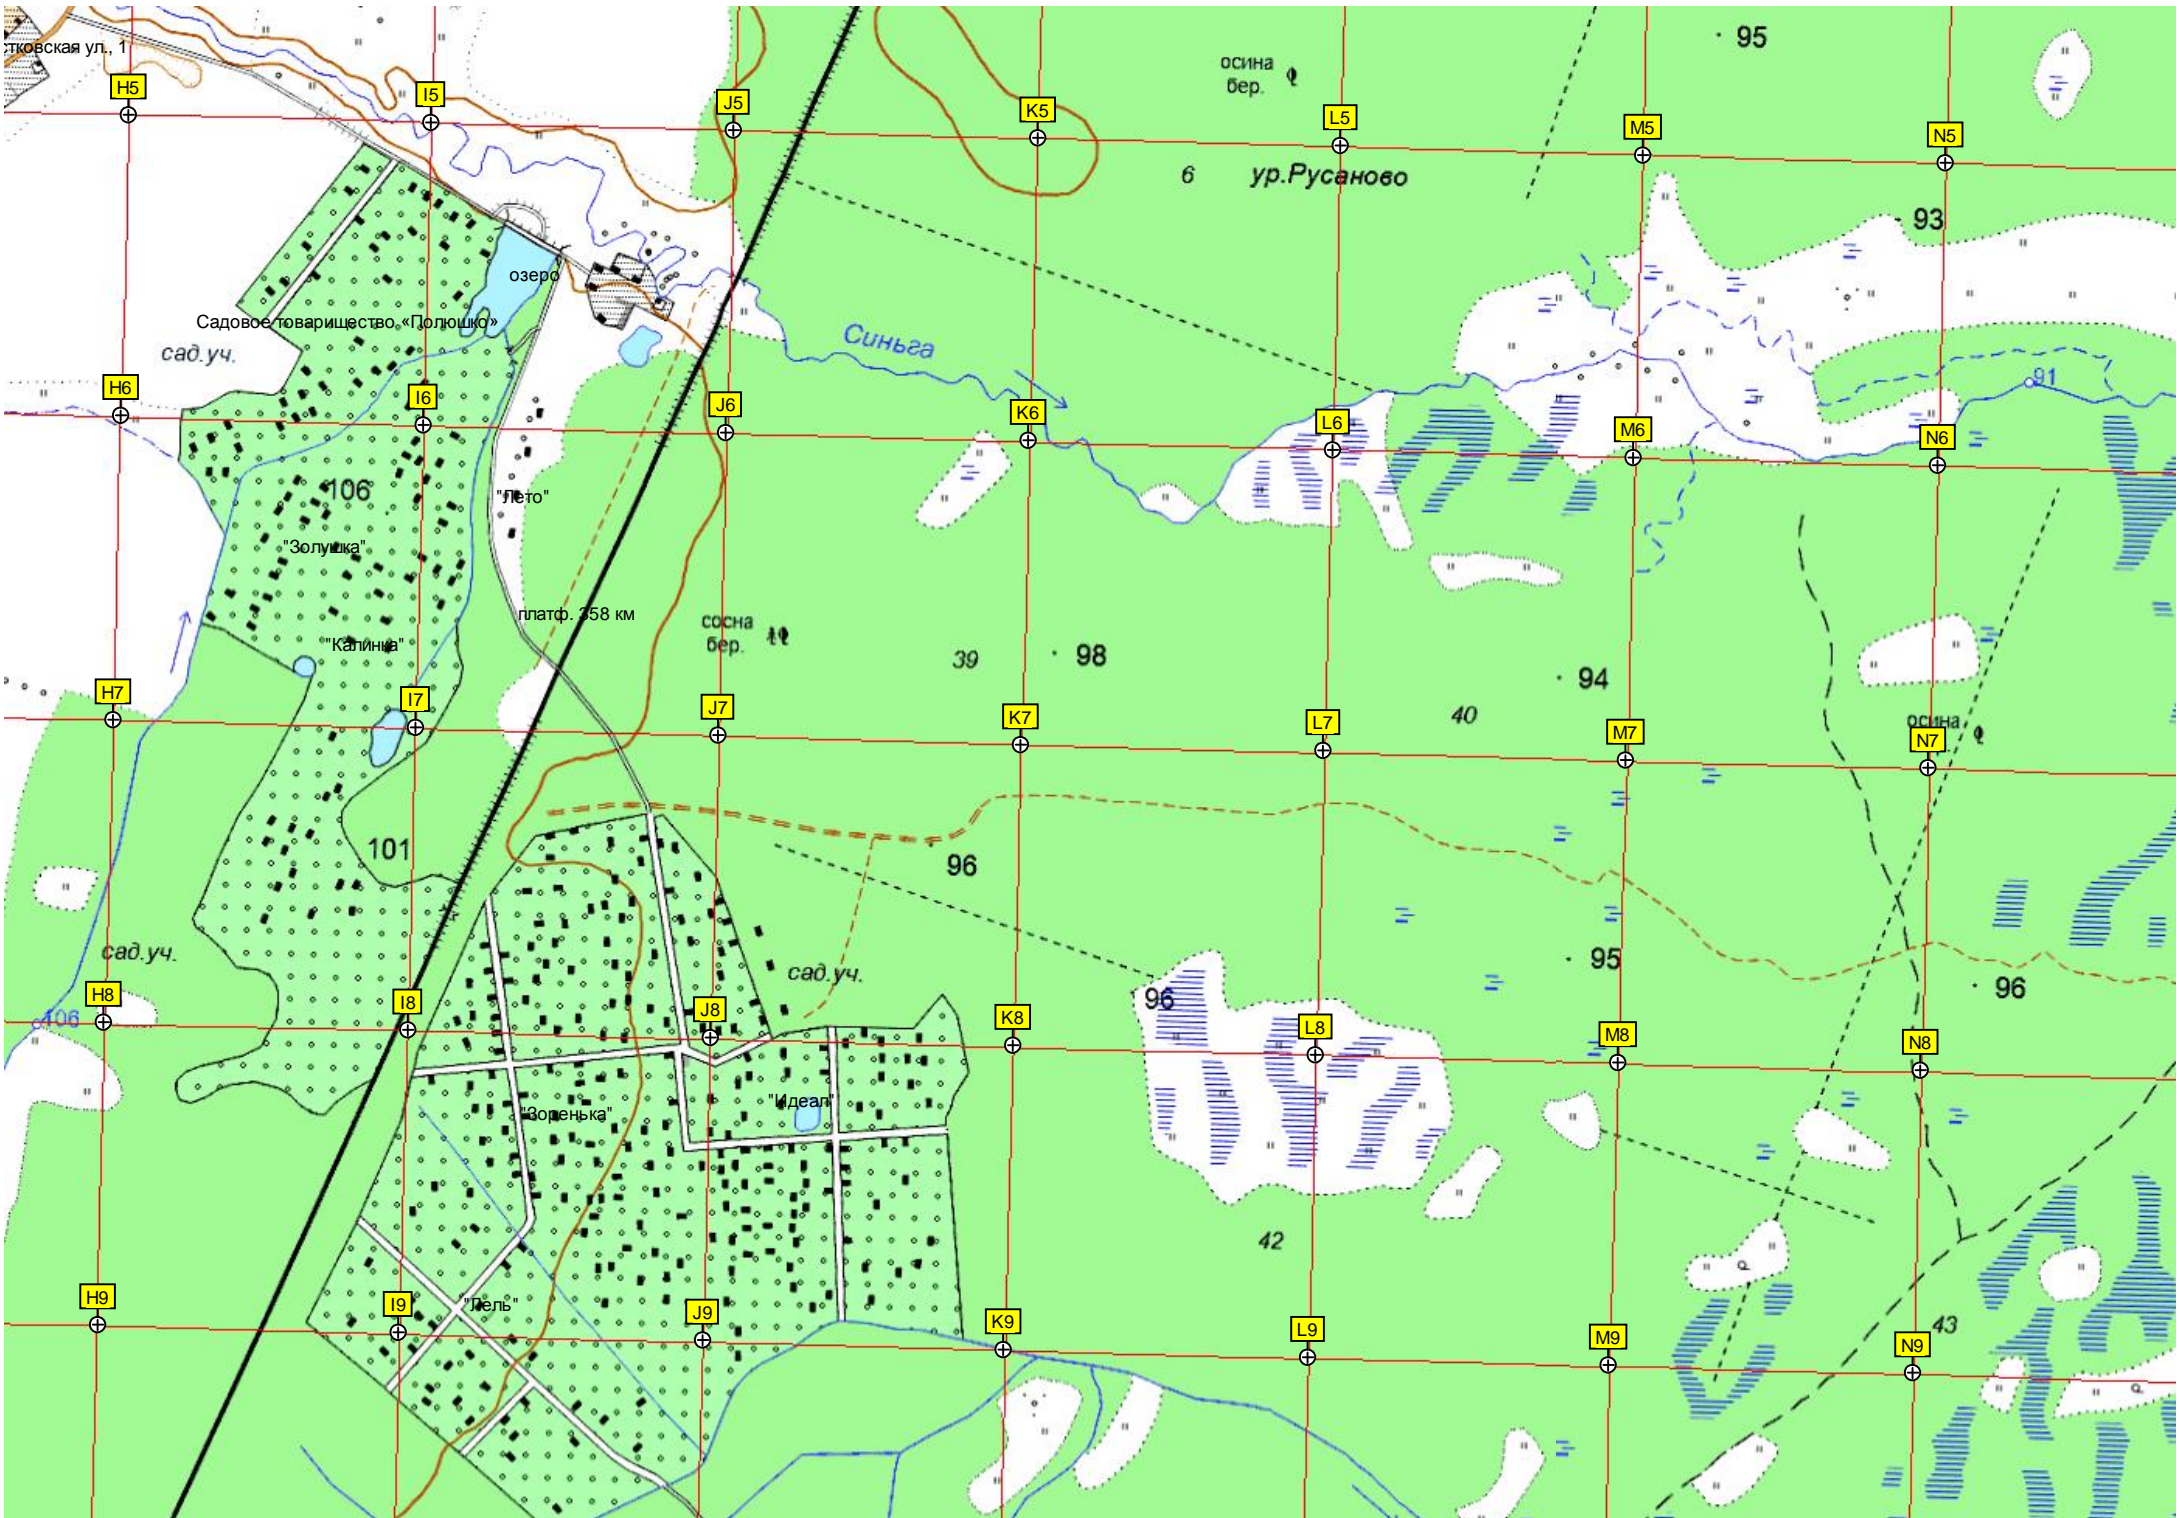 95
стковская ул., 1
осина
бер.
H5
I5
J5
K5
L5
M5
N5
6
ур.Русаново
93
озеро
Садовое товарищество «Полюшко»
сад.уч.
Синьга
91
H6
I6
J6
K6
L6
M6
N6
106
"Лето"
"Золушка"
платф. 358 км
сосна
бер.
"Калинка"
39
98
94
40
осина
H7
I7
J7
K7
L7
M7
N7
101
96
сад.уч.
сад.уч.
95
96
96
106
H8
I8
J8
K8
L8
M8
N8
"Зоренька"
"Идеал"
42
"Лель"
43
H9
I9
J9
K9
L9
M9
N9